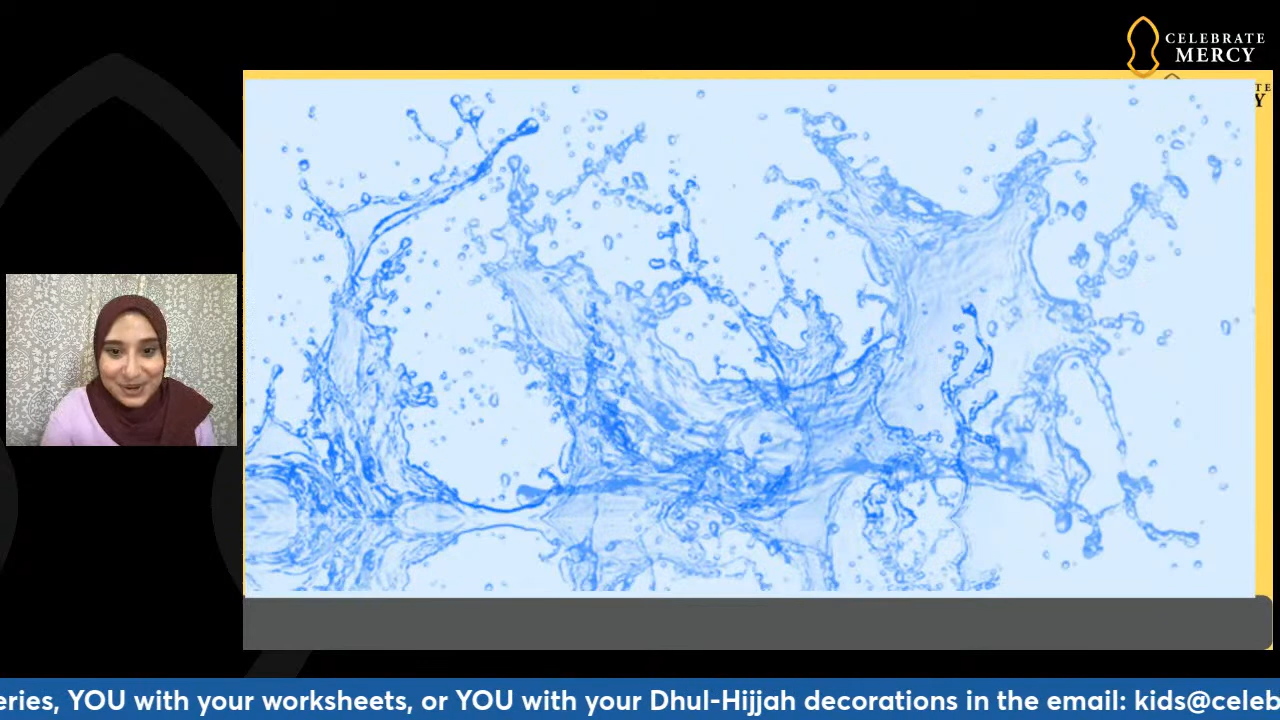 CELEBRATE
MERCY
TE
Y
eries, YOU with your worksheets, or YOU with your Dhul-Hijjah decorations in the email: kids@celeb